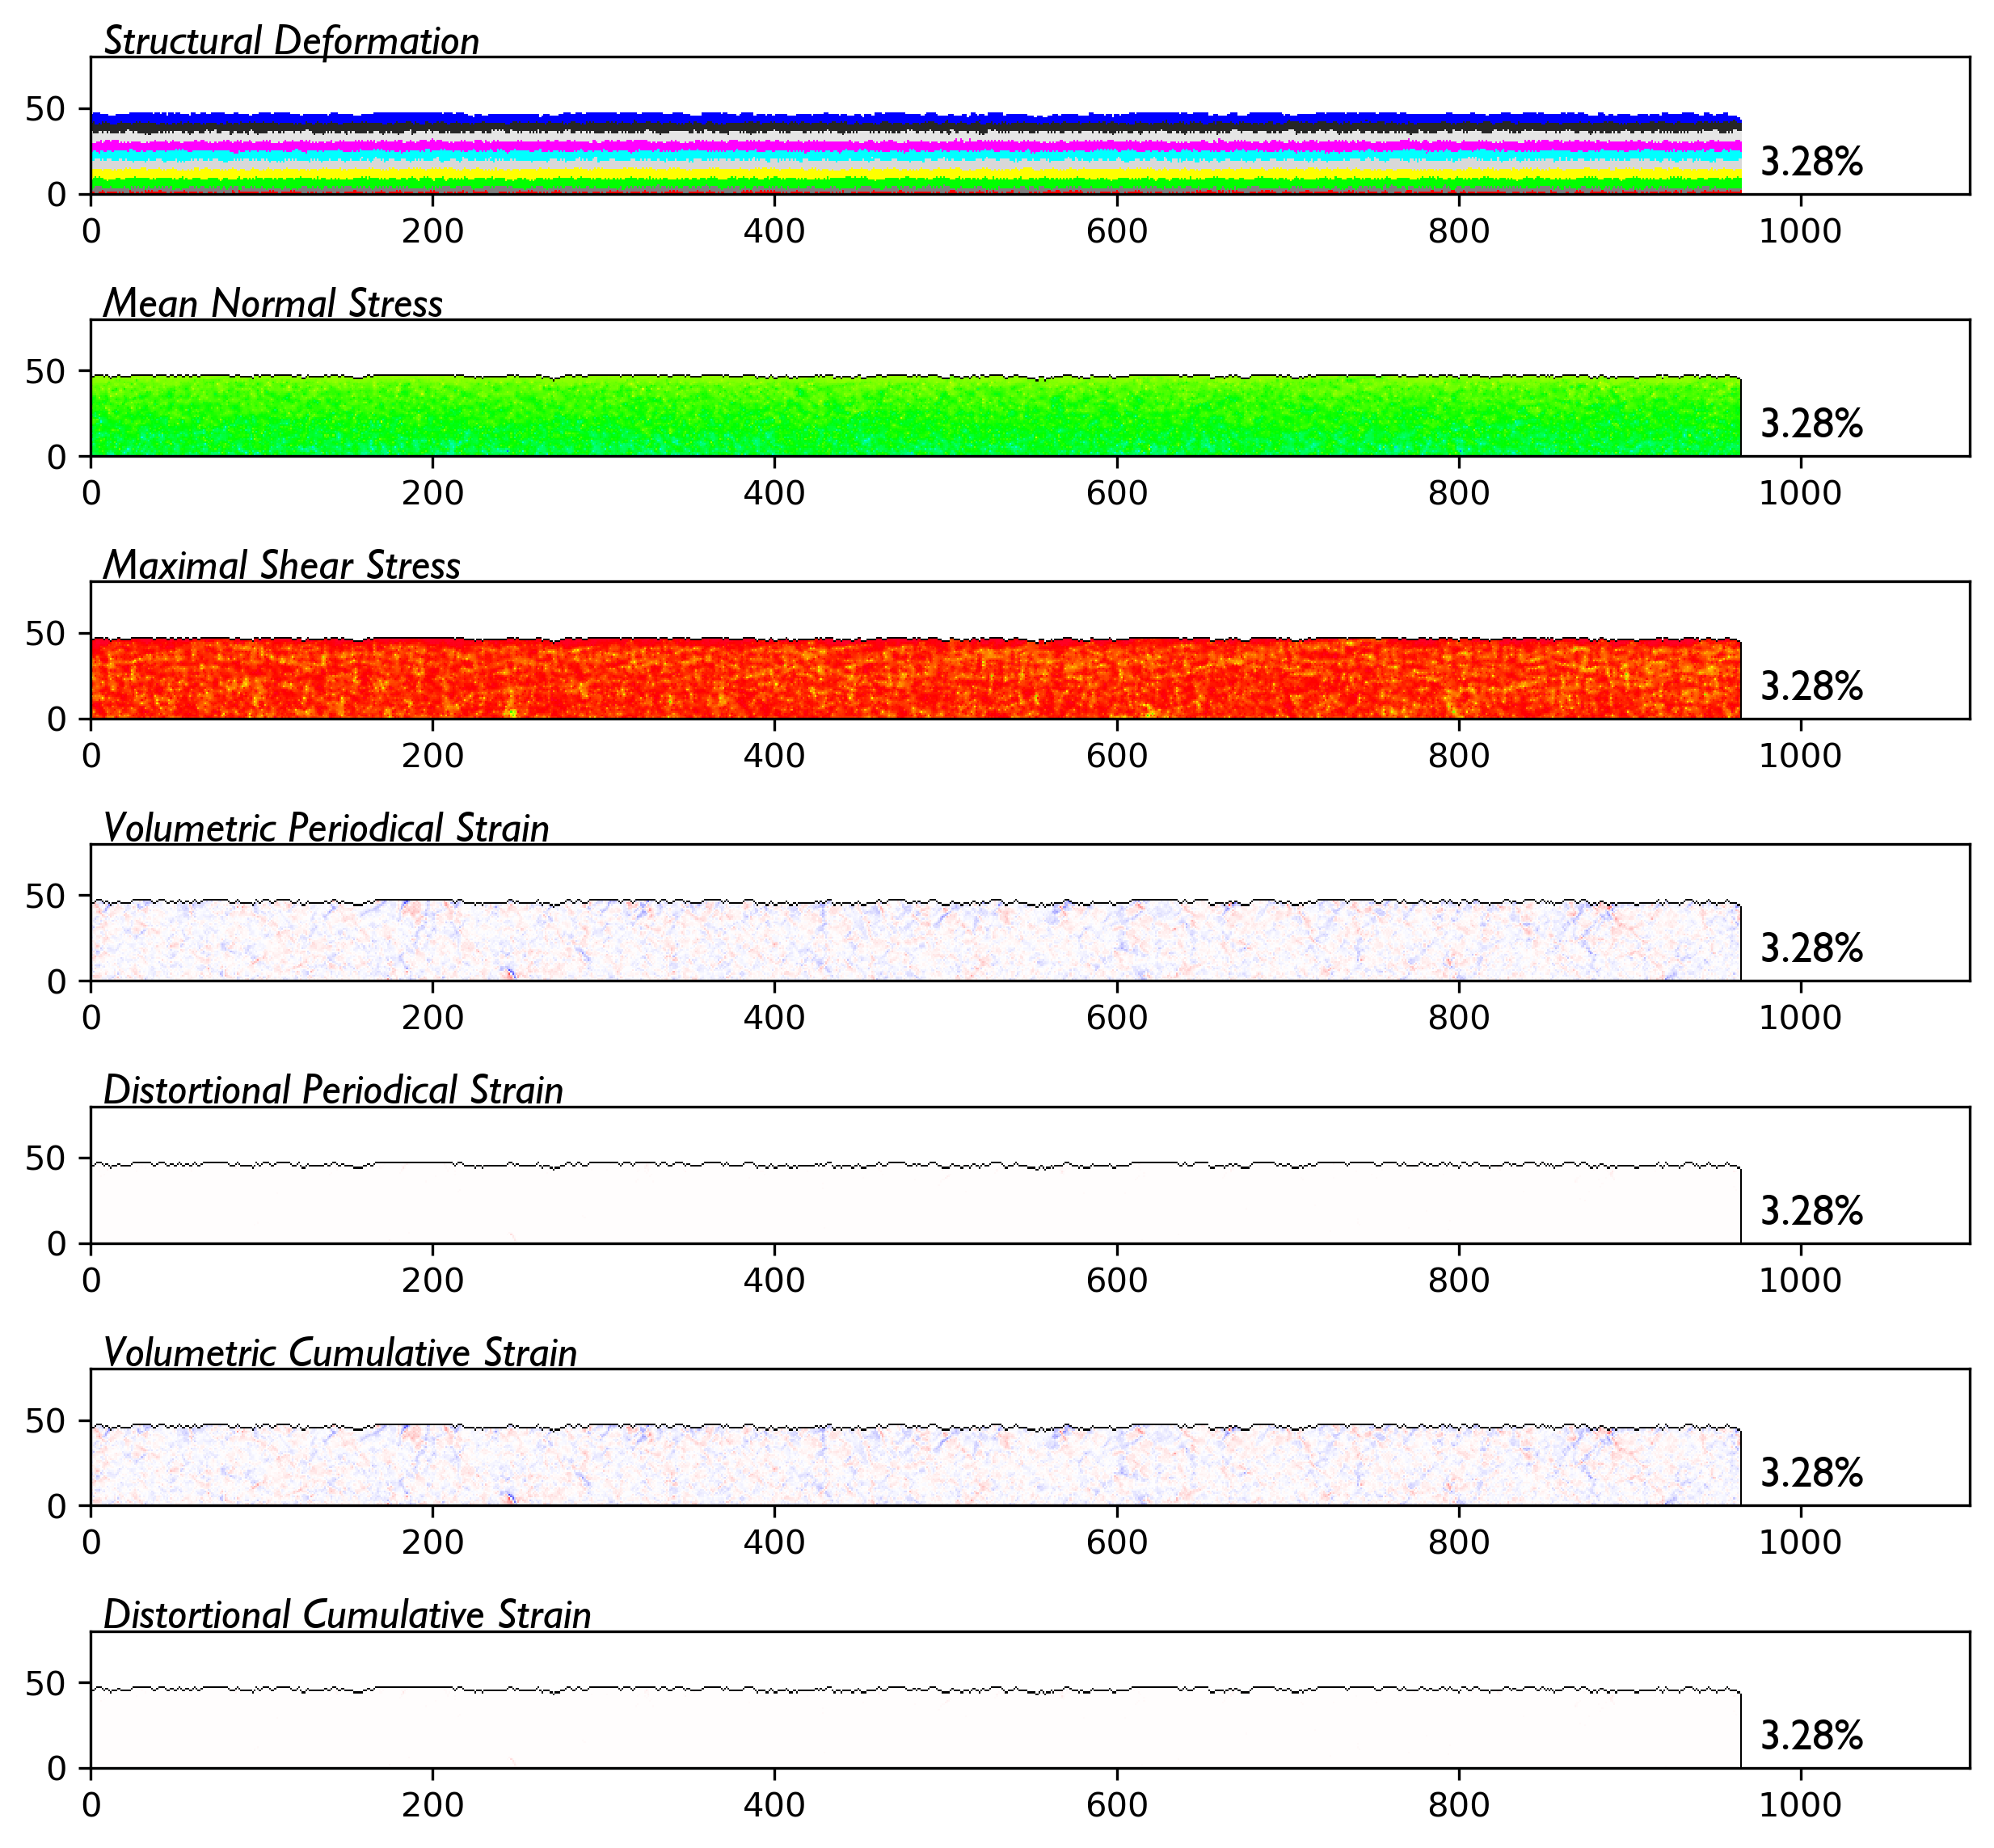 Structural Deformation
50
0
3.28%
0 200 400 600 800 1000
Mean Normal Stress
50
0
3.28%
0 200 400 600 800 1000
Maximal Shear Stress
50
0
3.28%
0 200 400 600 800 1000
Volumetric Periodical Strain
50
0
3.28%
0 200 400 600 800 1000
Distortional Periodical Strain
50
0
3.28%
0 200 400 600 800 1000
Volumetric Cumulative Strain
50
0
3.28%
0 200 400 600 800 1000
Distortional Cumulative Strain
50
0
3.28%
0 200 400 600 800 1000